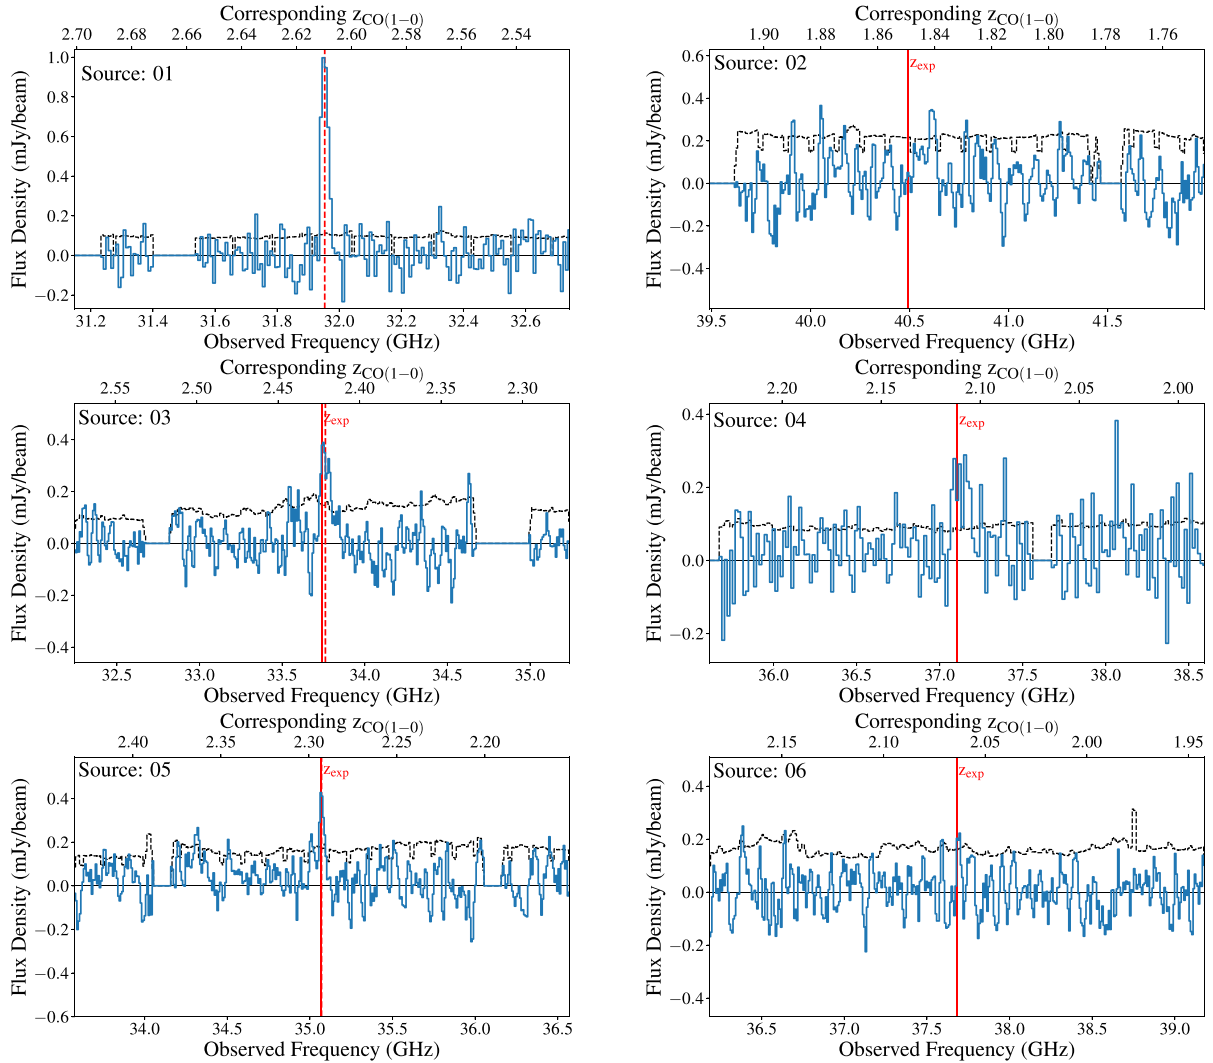 Corresponding z_CO(1−0)
2.70 2.68 2.66 2.64 2.62 2.60 2.58 2.56 2.54
Source: 01
Flux Density (mJy/beam)
1.0
0.8
0.6
0.4
0.2
0.0
−0.2
31.2 31.4 31.6 31.8 32.0 32.2 32.4 32.6
Observed Frequency (GHz)
Corresponding z_CO(1−0)
1.90 1.88 1.86 1.84 1.82 1.80 1.78 1.76
Source: 02
z_exp
Flux Density (mJy/beam)
0.6
0.4
0.2
0.0
−0.2
−0.4
39.5 40.0 40.5 41.0 41.5
Observed Frequency (GHz)
Corresponding z_CO(1−0)
2.55 2.50 2.45 2.40 2.35 2.30
Source: 03
z_exp
Flux Density (mJy/beam)
0.4
0.2
0.0
−0.2
−0.4
32.5 33.0 33.5 34.0 34.5 35.0
Observed Frequency (GHz)
Corresponding z_CO(1−0)
2.20 2.15 2.10 2.05 2.00
Source: 04
z_exp
Flux Density (mJy/beam)
0.4
0.2
0.0
−0.2
36.0 36.5 37.0 37.5 38.0 38.5
Observed Frequency (GHz)
Corresponding z_CO(1−0)
2.40 2.35 2.30 2.25 2.20
Source: 05
z_exp
Flux Density (mJy/beam)
0.4
0.2
0.0
−0.2
−0.4
−0.6
34.0 34.5 35.0 35.5 36.0 36.5
Observed Frequency (GHz)
Corresponding z_CO(1−0)
2.15 2.10 2.05 2.00 1.95
Source: 06
z_exp
Flux Density (mJy/beam)
0.4
0.2
0.0
−0.2
−0.4
36.5 37.0 37.5 38.0 38.5 39.0
Observed Frequency (GHz)